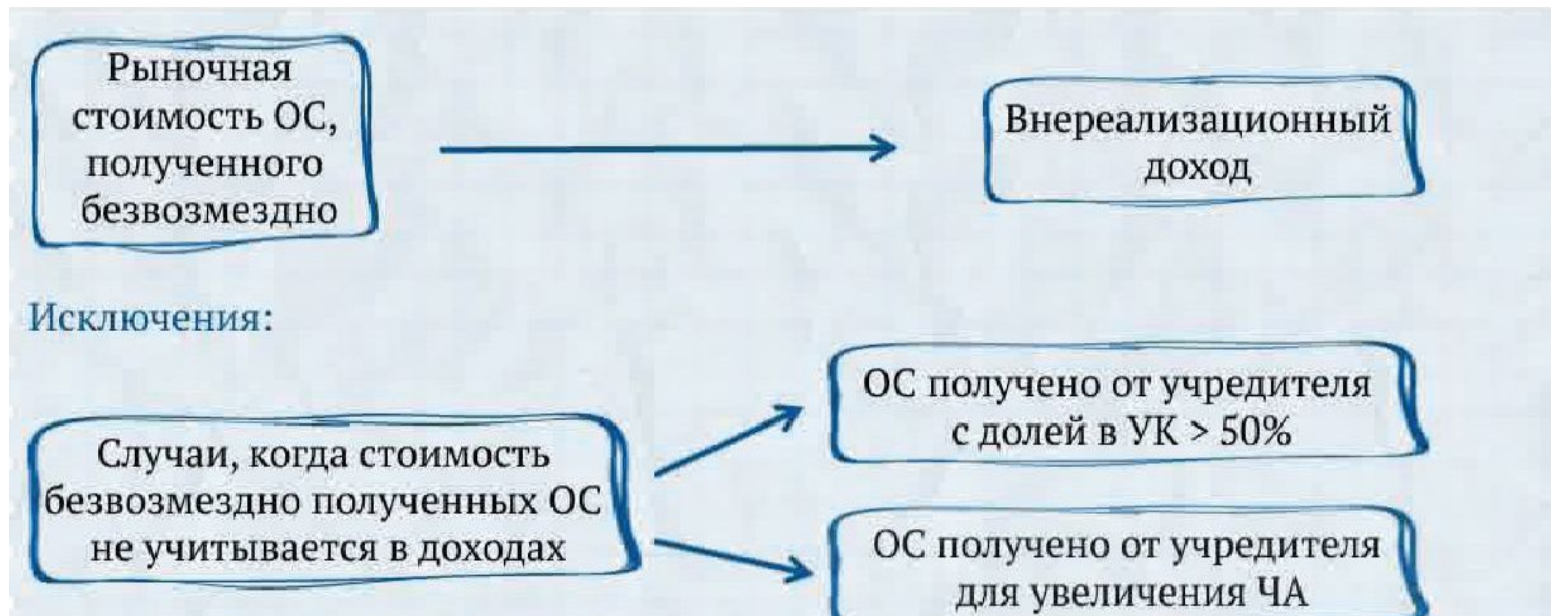 Рыночная
стоимость ОС,
полученного
безвозмездно
Внереализационный
доход
Исключения:
Случаи, когда стоимость
безвозмездно полученных ОС
не учитывается в доходах
ОС получено от учредителя
с долей в УК > 50%
ОС получено от учредителя
для увеличения ЧА